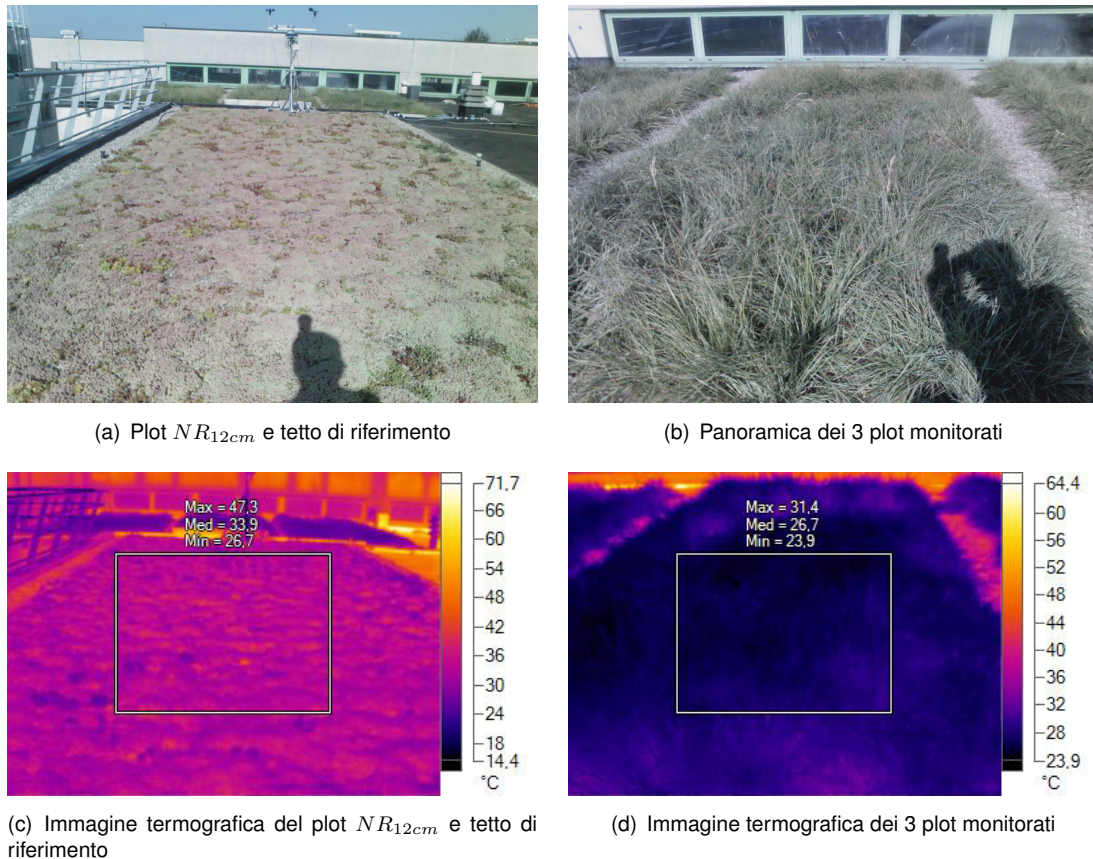 (a) Plot NR12cm e tetto di riferimento
(b) Panoramica dei 3 plot monitorati
Max = 47,3
Med = 33,9
Min = 26,7
71,7
66
60
54
48
42
36
30
24
18
14,4
°C
Max = 31,4
Med = 26,7
Min = 23,9
64,4
60
56
52
48
44
40
36
32
28
23,9
°C
(c) Immagine termografica del plot NR12cm e tetto di
riferimento
(d) Immagine termografica dei 3 plot monitorati